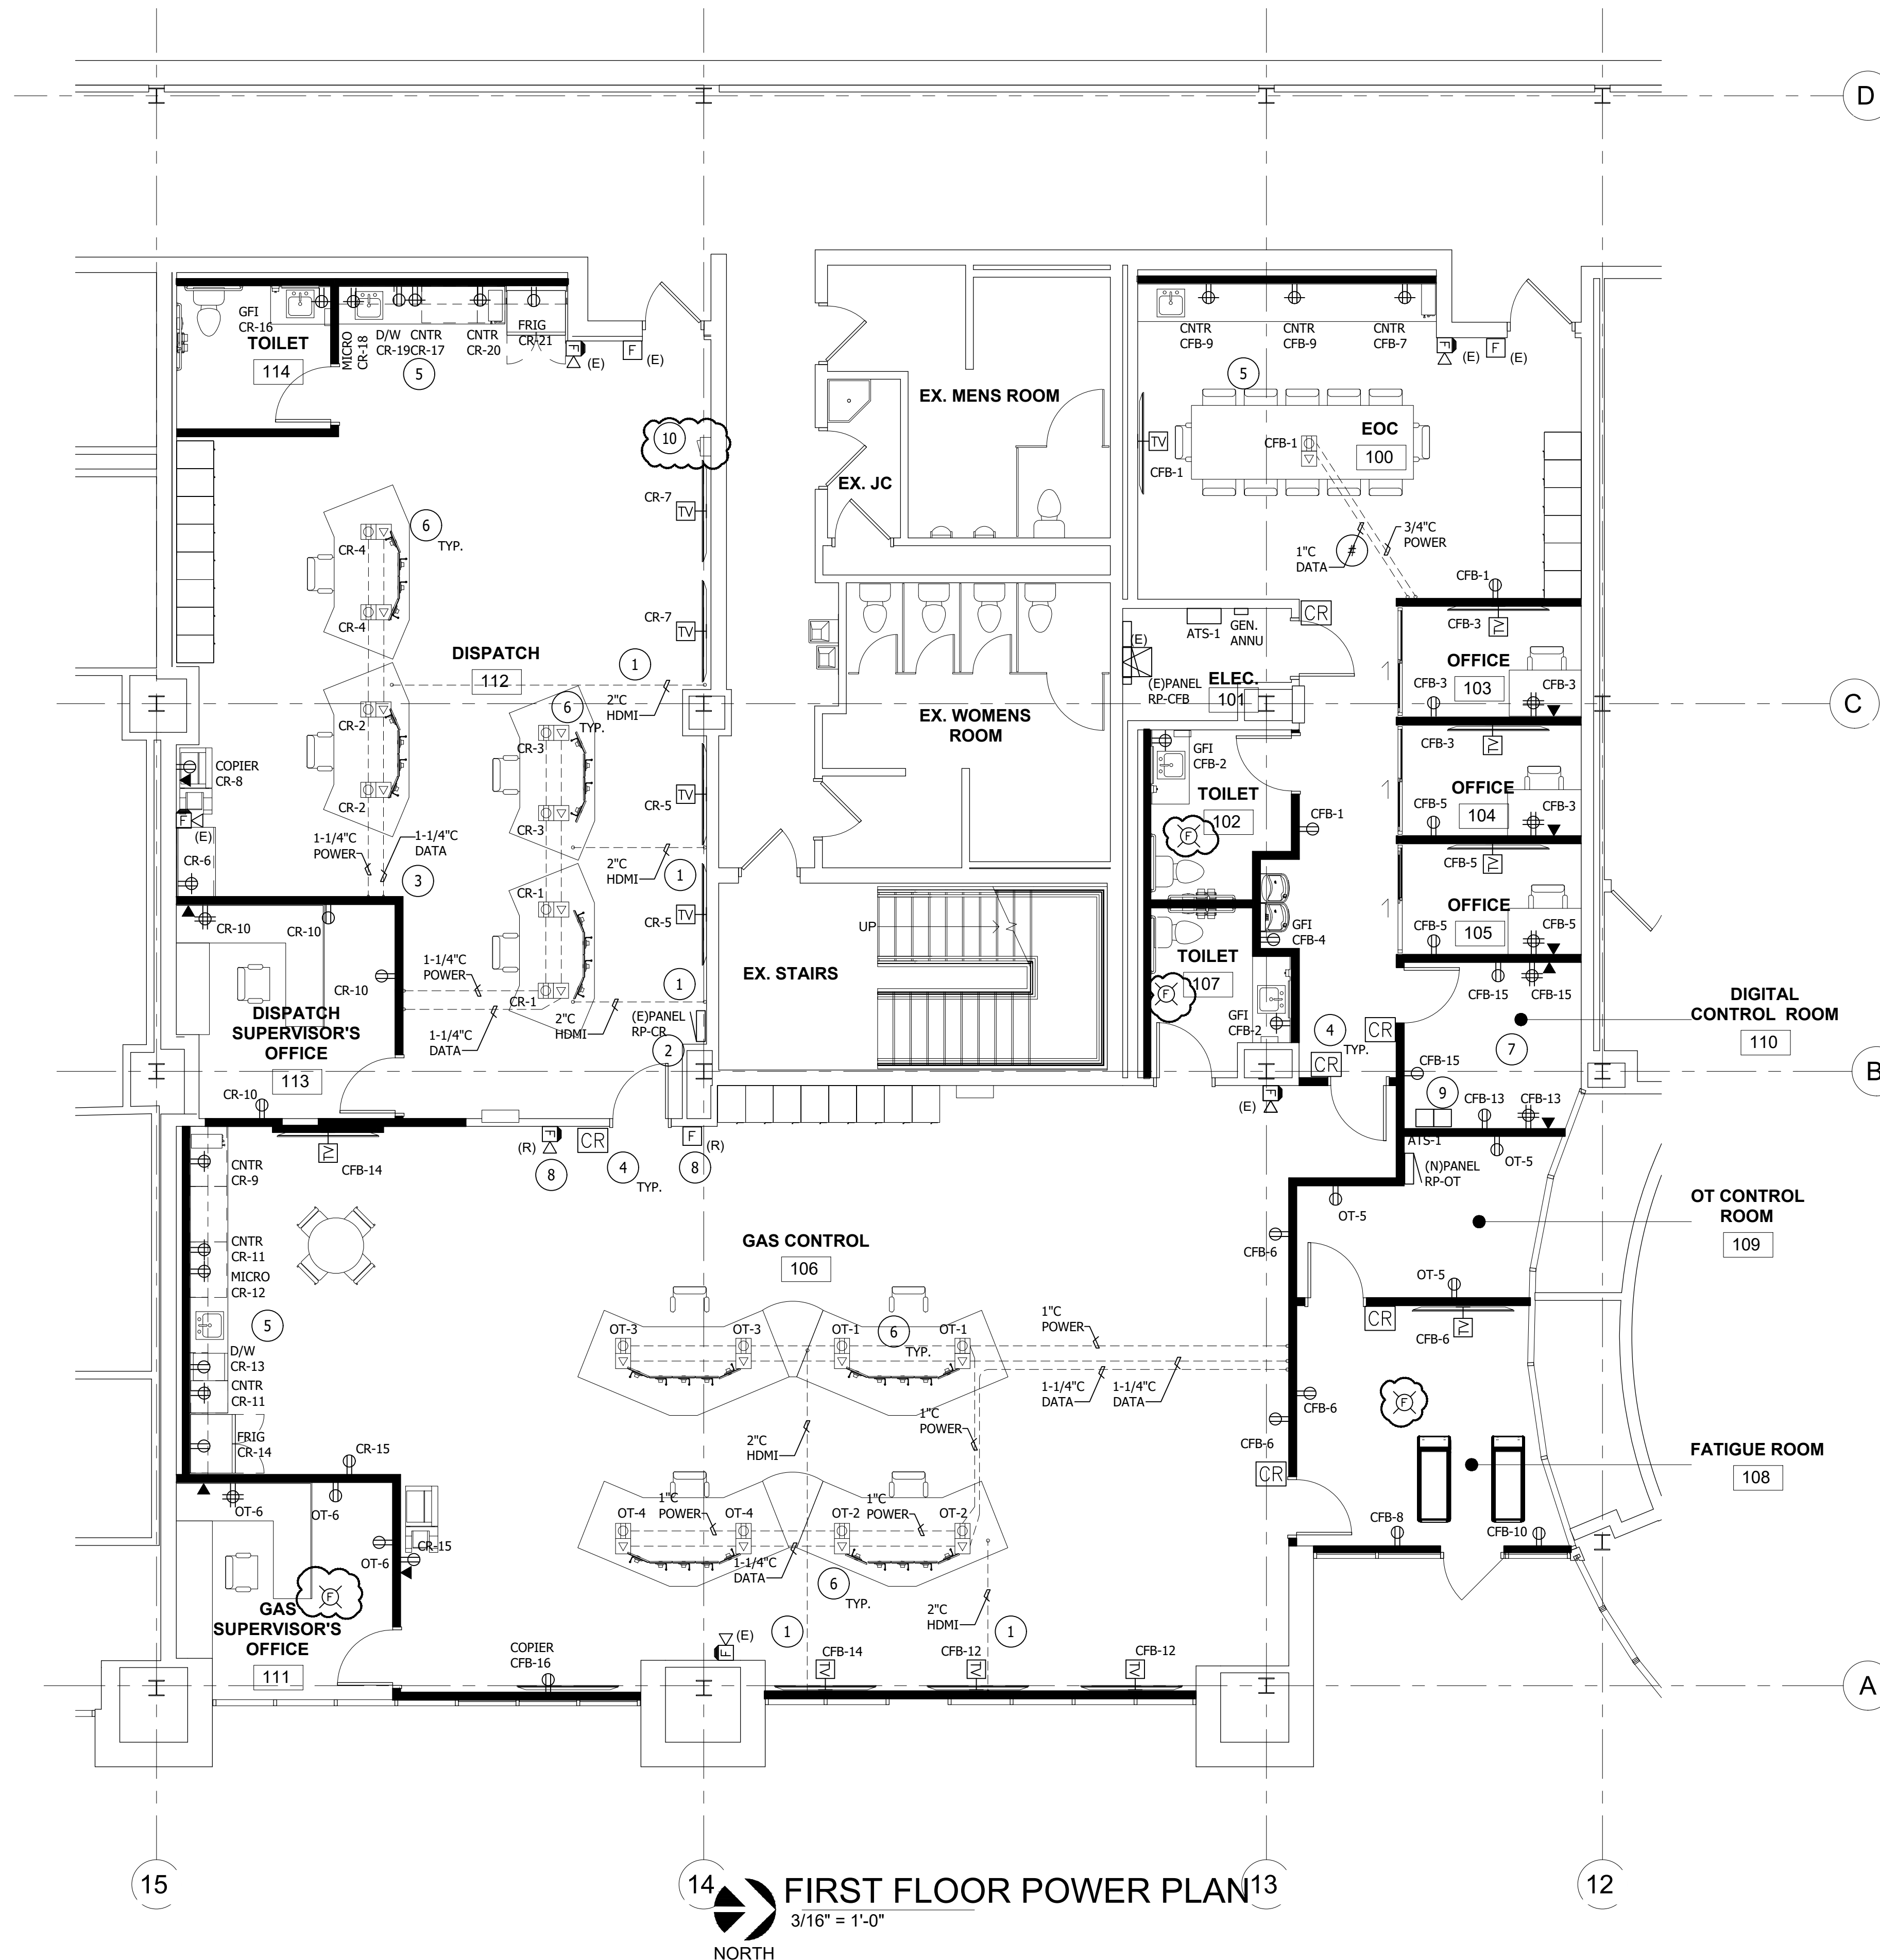 D
GFI
CR-16
TOILET
114
MICRO
CR-18
D/W
CR-19
CNTR
CR-17
5
CNTR
CR-20
FRIG
CR-21
F
(E)
F
(E)
10
CR-7
TV
CR-7
TV
6
TYP.
CR-4
CR-4
DISPATCH
112
1
2"C
HDMI
6
TYP.
CR-2
CR-2
CR-3
CR-3
COPIER
CR-8
F
(E)
CR-6
1-1/4"C
POWER
1-1/4"C
DATA
3
CR-5
TV
2"C
HDMI
1
CR-5
TV
CR-1
CR-1
1
CR-10
CR-10
CR-10
1-1/4"C
POWER
1-1/4"C
DATA
2"C
HDMI
(E)PANEL
RP-CR
2
DISPATCH
SUPERVISOR'S
OFFICE
113
CR-10
EX. MENS ROOM
EX. JC
EX. WOMENS
ROOM
EX. STAIRS
UP
CNTR
CFB-9
CNTR
CFB-9
CNTR
CFB-7
F
(E)
F
(E)
5
EOC
100
CFB-1
TV
CFB-1
3/4"C
POWER
1"C
DATA
#
CFB-1
CR
ATS-1
GEN.
ANNU
(E)
(E)PANEL
RP-CFB
ELEC.
101
CFB-3
TV
OFFICE
103
CFB-3
CFB-3
C
GFI
CFB-2
TOILET
102
F
CFB-1
CFB-3
TV
OFFICE
104
CFB-5
CFB-3
CFB-5
TV
OFFICE
105
CFB-5
CFB-5
GFI
CFB-4
TOILET
107
F
GFI
CFB-2
4
TYP.
CR
CR
(E)
F
CFB-15
CFB-15
DIGITAL
CONTROL ROOM
110
7
CFB-15
9
CFB-13
CFB-13
ATS-1
B
(N)PANEL
RP-OT
OT-5
OT-5
OT-5
OT CONTROL
ROOM
109
CNTR
CR-9
TV
CFB-14
(R)
F
8
CR
4
TYP.
F
(R)
8
CNTR
CR-11
MICRO
CR-12
5
D/W
CR-13
CNTR
CR-11
FRIG
CR-14
GAS CONTROL
106
OT-3
OT-3
OT-1
OT-1
6
TYP.
1"C
POWER
1-1/4"C
DATA
1-1/4"C
DATA
CFB-6
CR
CFB-6
TV
CFB-6
CFB-6
CR
F
FATIGUE ROOM
108
CFB-8
CFB-10
2"C
HDMI
1"C
POWER
CR-15
OT-6
OT-6
OT-6
CR-15
OT-4
1"C
POWER
OT-4
OT-2
1"C
POWER
OT-2
1-1/4"C
DATA
6
TYP.
2"C
HDMI
F
GAS
SUPERVISOR'S
OFFICE
111
COPIER
CFB-16
F
(E)
1
CFB-14
TV
1
CFB-12
TV
CFB-12
TV
A
15
14
13
12
FIRST FLOOR POWER PLAN
3/16" = 1'-0"
NORTH